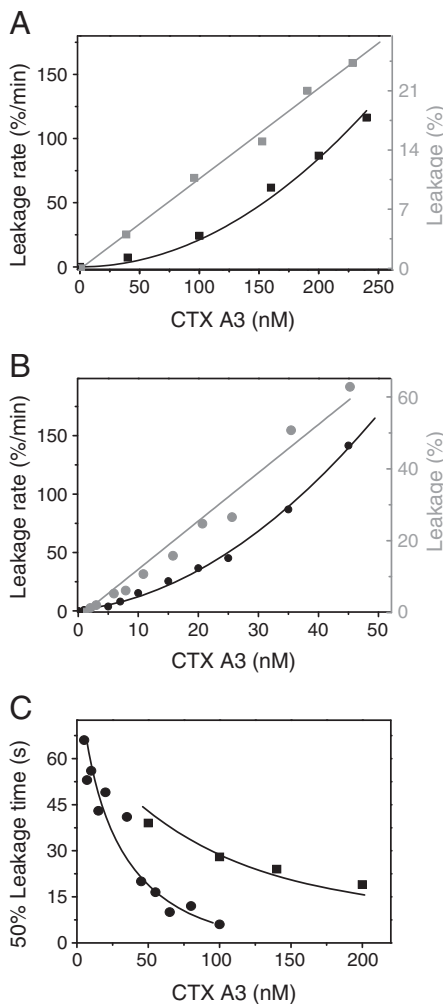 A
Leakage rate (%/min)
150
100
50
0
21
14
7
0
Leakage (%)
0 50 100 150 200 250
CTX A3 (nM)
B
Leakage rate (%/min)
150
100
50
0
60
40
20
0
Leakage (%)
0 10 20 30 40 50
CTX A3 (nM)
C
50% Leakage time (s)
60
45
30
15
0
0 50 100 150 200
CTX A3 (nM)